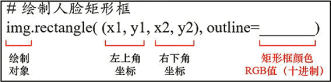 # 绘制人脸矩形框
img.rectangle( (x1, y1, x2, y2), outline=______)
绘制 左上角 右下角 矩形框颜色
对象 坐标 坐标 RGB值（十进制）